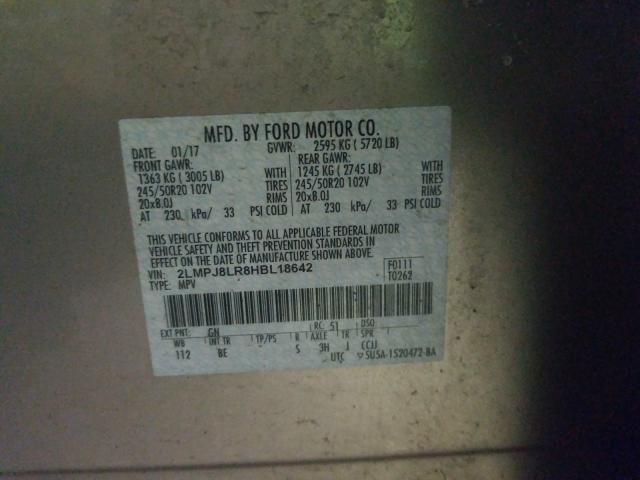 MFD. BY FORD MOTOR CO.
DATE: 01/17 GVWR: 2595 KG ( 5720 LB)
FRONT GAWR: REAR GAWR:
1363 KG ( 3005 LB) WITH 1245 KG ( 2745 LB) WITH
245/50R20 102V TIRES 245/50R20 102V TIRES
20x8.0J RIMS 20x8.0J RIMS
AT 230 kPa/ 33 PSI COLD AT 230 kPa/ 33 PSI COLD
THIS VEHICLE CONFORMS TO ALL APPLICABLE FEDERAL MOTOR
VEHICLE SAFETY AND THEFT PREVENTION STANDARDS IN
EFFECT ON THE DATE OF MANUFACTURE SHOWN ABOVE.
VIN: 2LMPJ8LR8HBL18642 F0111
TYPE: MPV T0262
EXT PNT: GN RC: 51 DSO:
WB INT TR TP/PS R AXLE TR SPR
112 BE S 3H J CCJJ
UTC 5U5A-1520472-BA